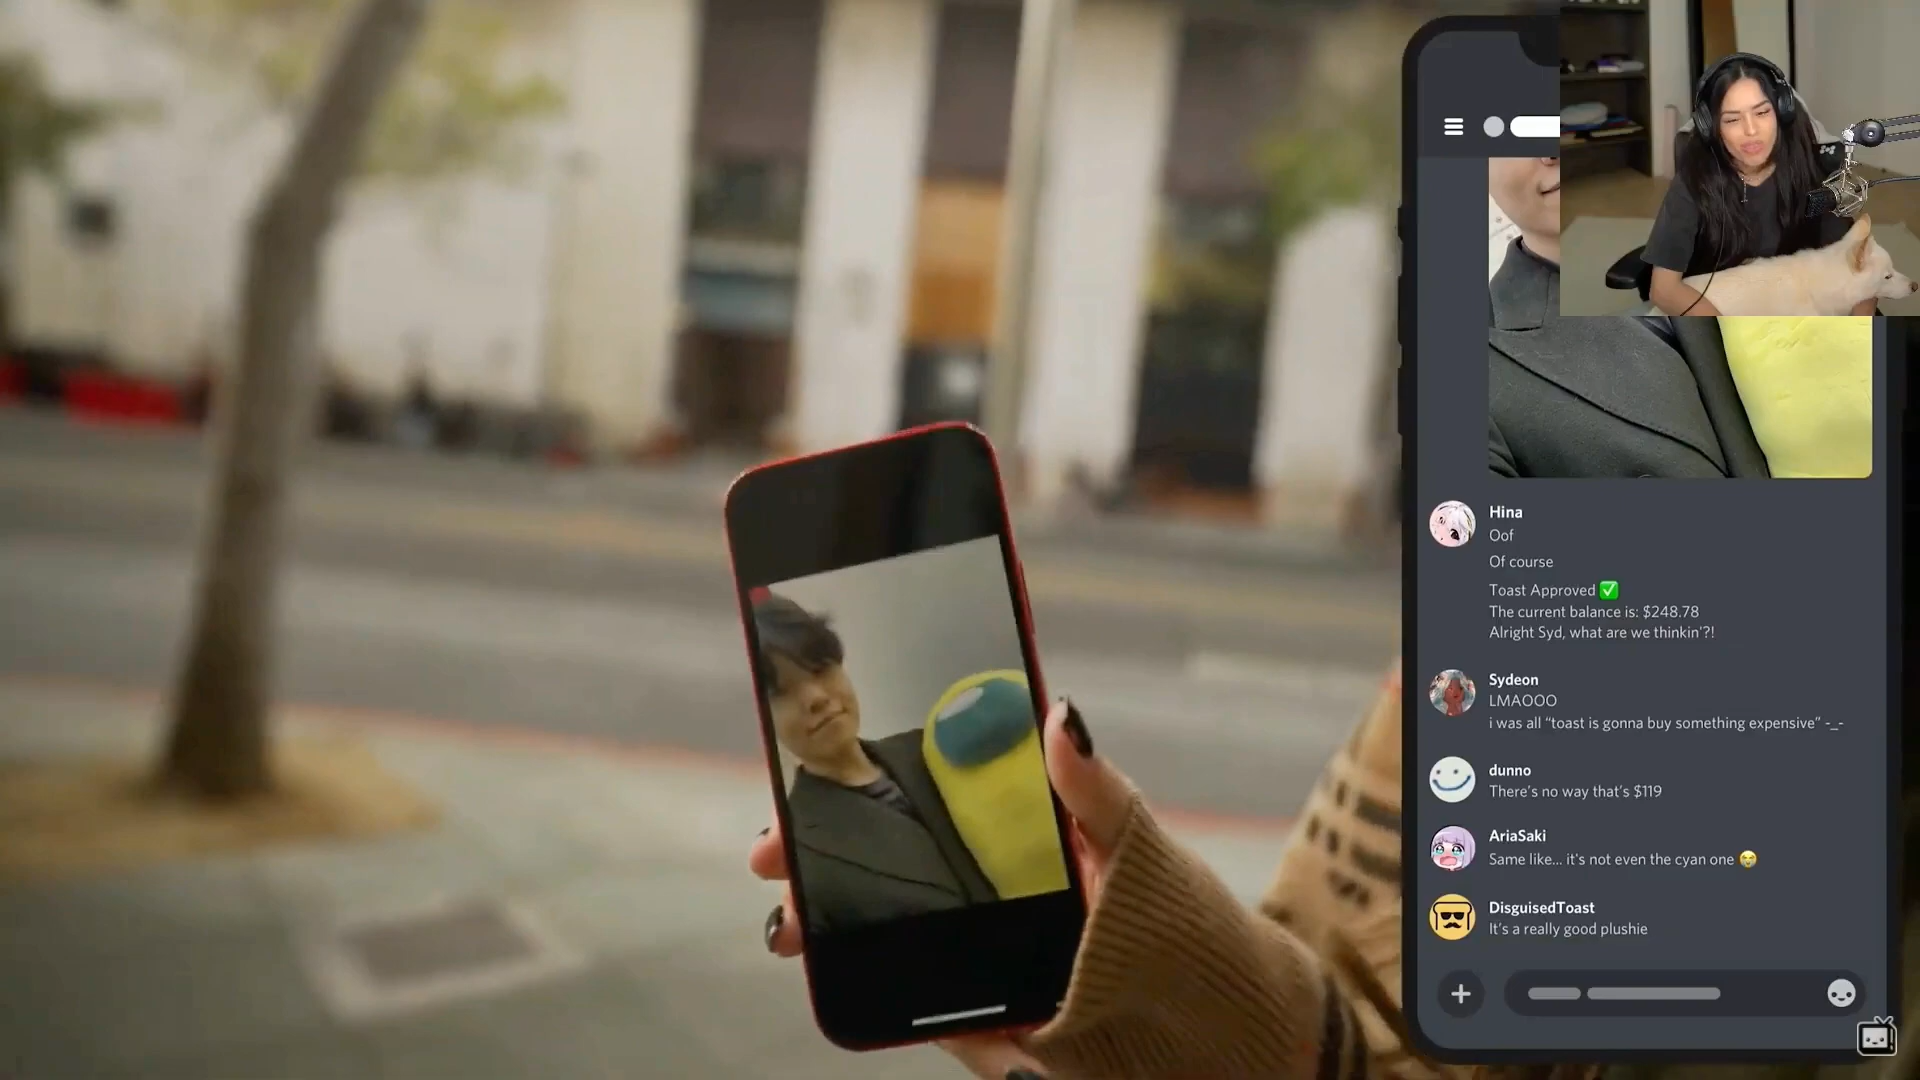 Hina
Oof
Of course
Toast Approved ✅
The current balance is: $248.78
Alright Syd, what are we thinkin'?!
Sydeon
LMAOOO
i was all “toast is gonna buy something expensive” -_-
dunno
There's no way that's $119
AriaSaki
Same like... it's not even the cyan one 😭
DisguisedToast
It's a really good plushie